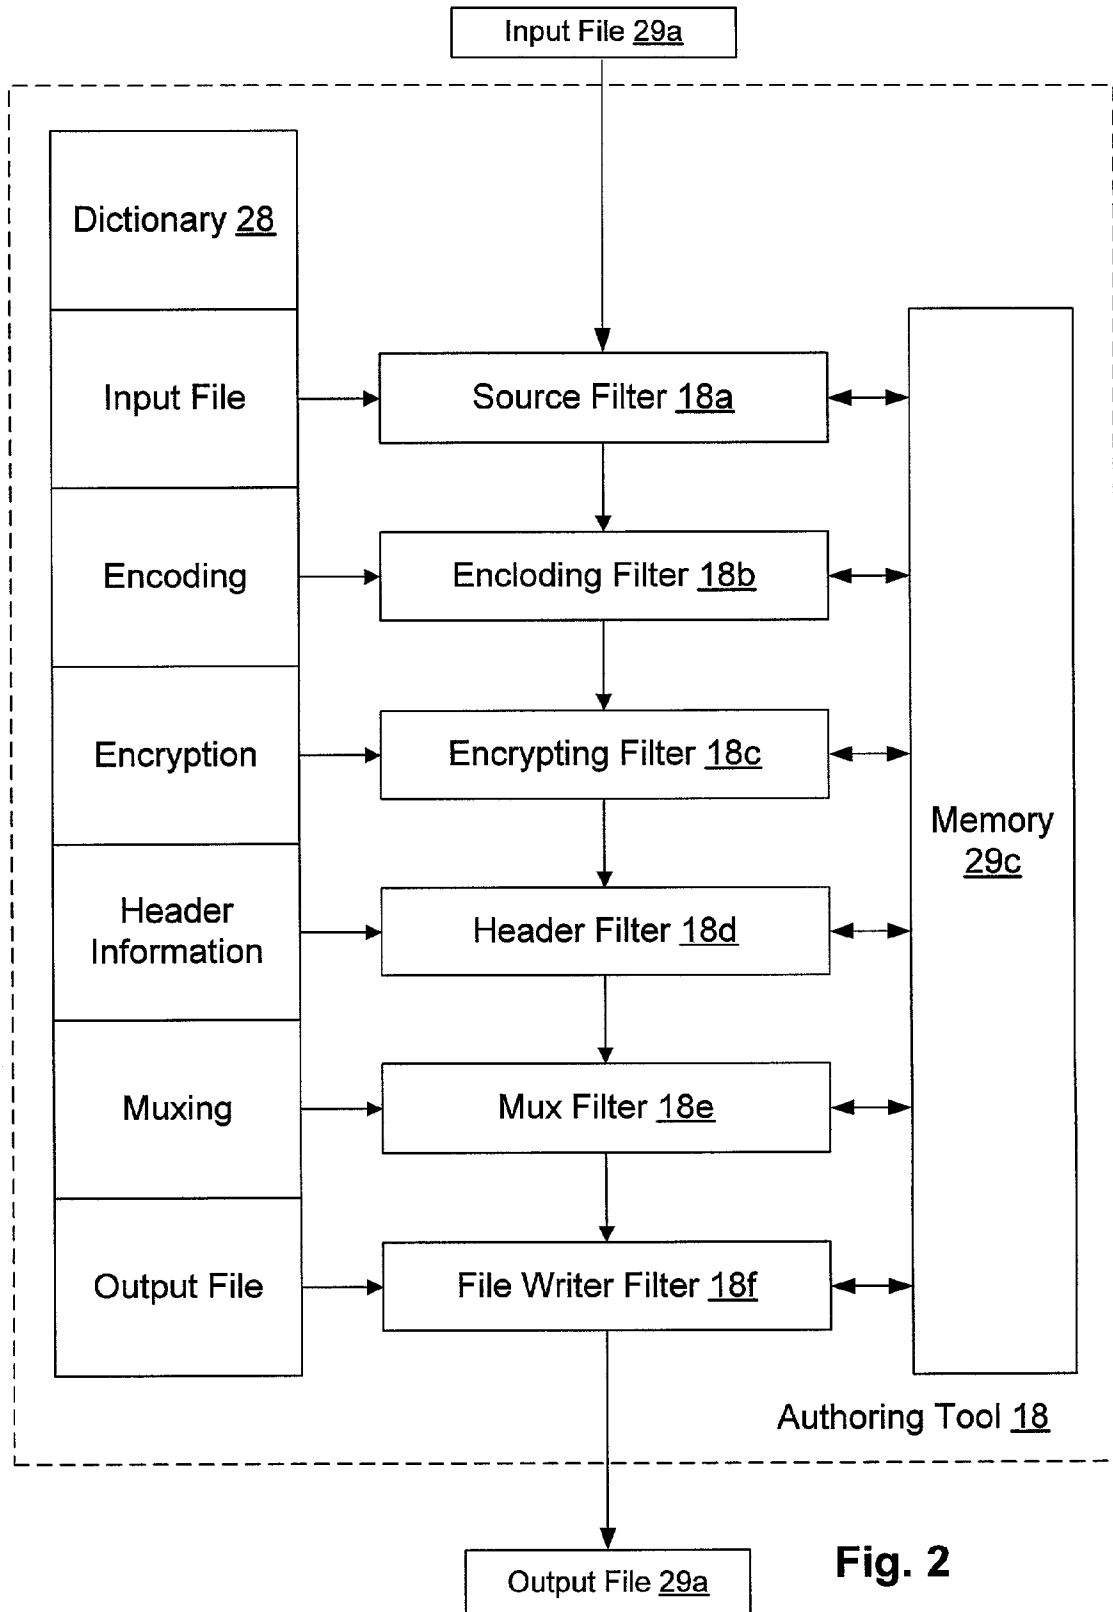 Input File 29a
Dictionary 28
Input File
Source Filter 18a
Encoding
Encloding Filter 18b
Encryption
Encrypting Filter 18c
Memory
29c
Header
Information
Header Filter 18d
Muxing
Mux Filter 18e
Output File
File Writer Filter 18f
Authoring Tool 18
Fig. 2
Output File 29a